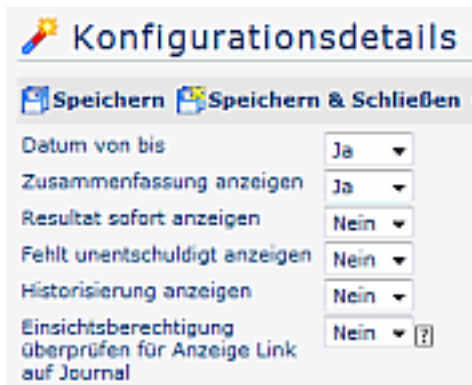 Konfigurationsdetails
Speichern Speichern & Schließen
Datum von bis Ja
Zusammenfassung anzeigen Ja
Resultat sofort anzeigen Nein
Fehlt unentschuldigt anzeigen Nein
Historisierung anzeigen Nein
Einsichtsberechtigung Nein ?
überprüfen für Anzeige Link
auf Journal